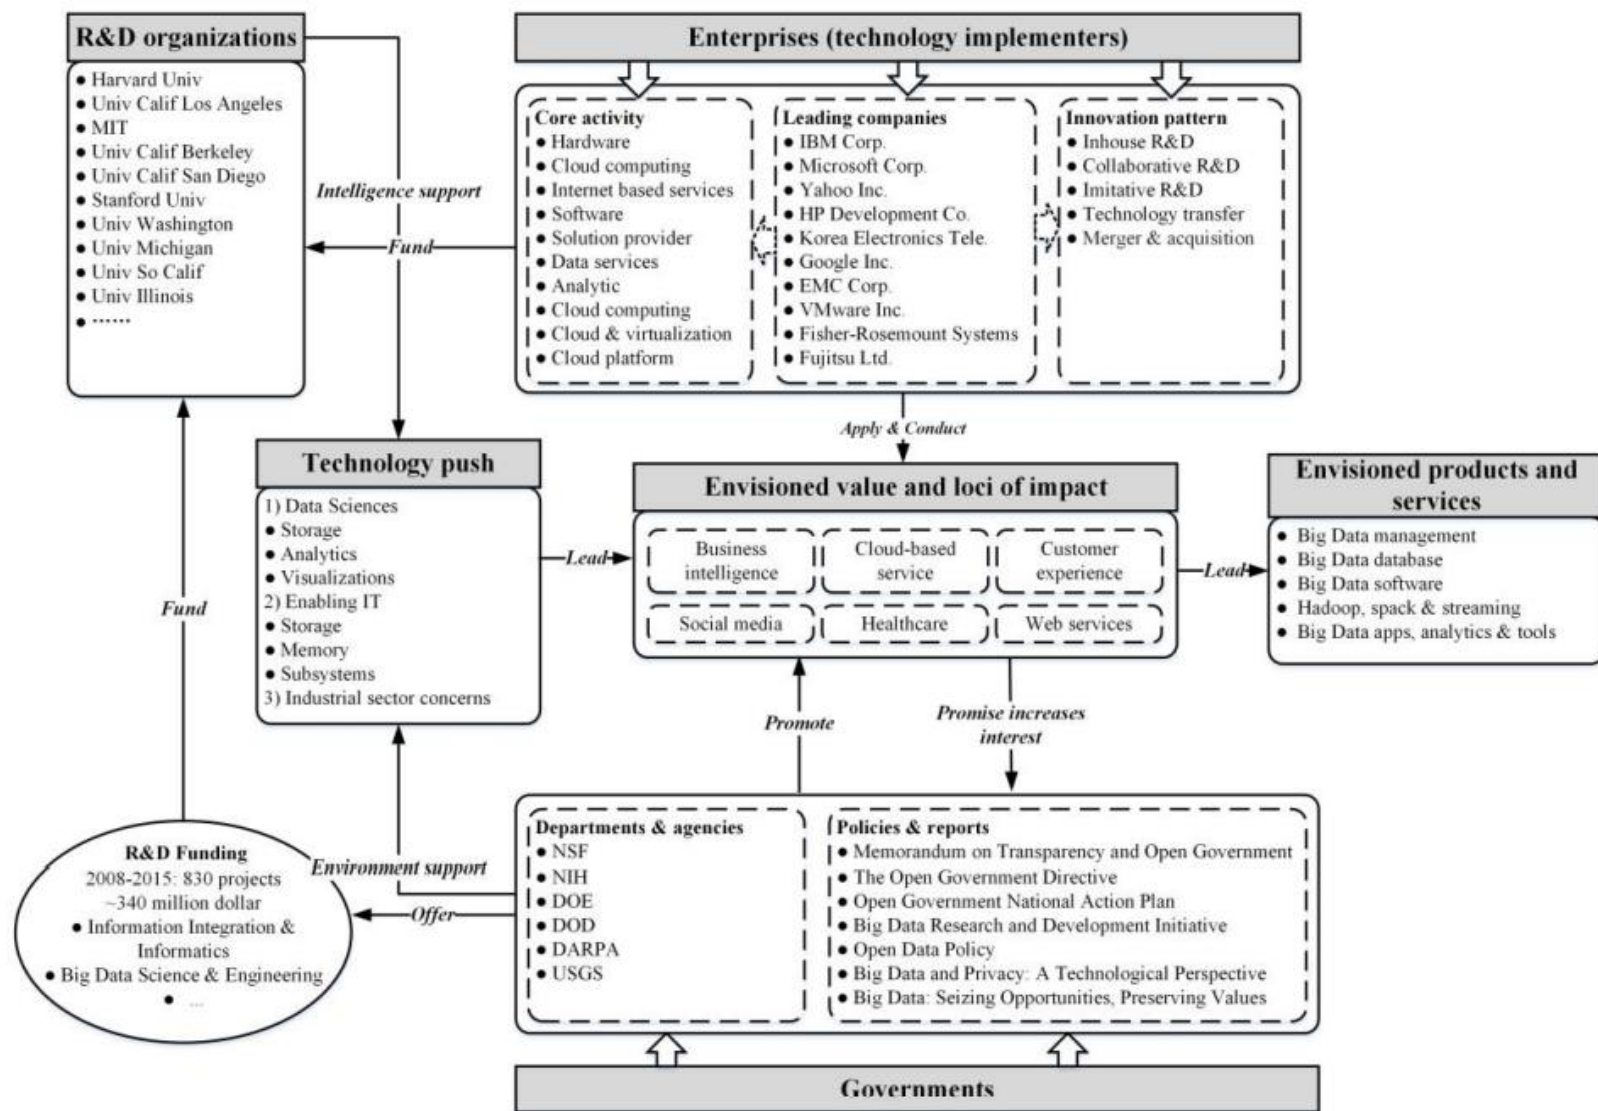 R&D organizations
● Harvard Univ
● Univ Calif Los Angeles
● MIT
● Univ Calif Berkeley
● Univ Calif San Diego
● Stanford Univ
● Univ Washington
● Univ Michigan
● Univ So Calif
● Univ Illinois
● ······
Enterprises (technology implementers)
Core activity
● Hardware
● Cloud computing
● Internet based services
● Software
● Solution provider
● Data services
● Analytic
● Cloud computing
● Cloud & virtualization
● Cloud platform
Leading companies
● IBM Corp.
● Microsoft Corp.
● Yahoo Inc.
● HP Development Co.
● Korea Electronics Tele.
● Google Inc.
● EMC Corp.
● VMware Inc.
● Fisher-Rosemount Systems
● Fujitsu Ltd.
Innovation pattern
● Inhouse R&D
● Collaborative R&D
● Imitative R&D
● Technology transfer
● Merger & acquisition
Intelligence support
Fund
Apply & Conduct
Technology push
1) Data Sciences
● Storage
● Analytics
● Visualizations
2) Enabling IT
● Storage
● Memory
● Subsystems
3) Industrial sector concerns
Lead
Envisioned value and loci of impact
Business
intelligence
Cloud-based
service
Customer
experience
Social media
Healthcare
Web services
Lead
Envisioned products and
services
● Big Data management
● Big Data database
● Big Data software
● Hadoop, spack & streaming
● Big Data apps, analytics & tools
Fund
Promote
Promise increases
interest
R&D Funding
2008-2015: 830 projects
~340 million dollar
● Information Integration &
Informatics
● Big Data Science & Engineering
● ...
Environment support
Offer
Departments & agencies
● NSF
● NIH
● DOE
● DOD
● DARPA
● USGS
Policies & reports
● Memorandum on Transparency and Open Government
● The Open Government Directive
● Open Government National Action Plan
● Big Data Research and Development Initiative
● Open Data Policy
● Big Data and Privacy: A Technological Perspective
● Big Data: Seizing Opportunities, Preserving Values
Governments